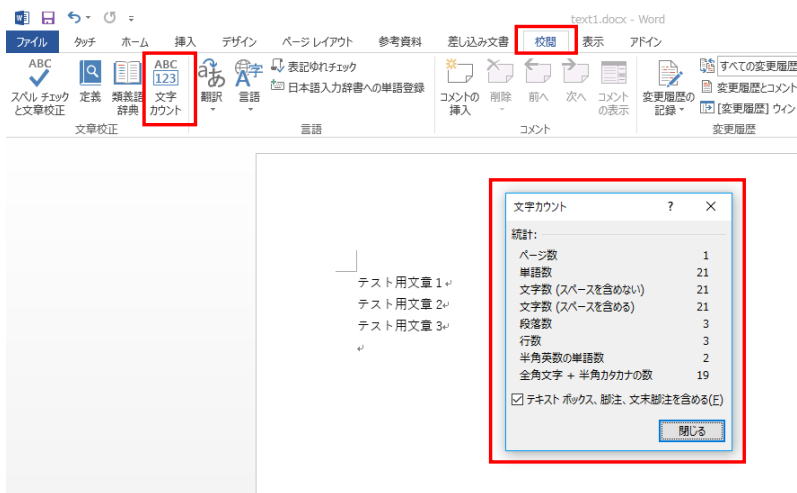 text1.docx - Word
ファイル タッチ ホーム 挿入 デザイン ページ レイアウト 参考資料 差し込み文書 校閲 表示 アドイン
ABC
スペル チェック
と文章校正
定義
類義語
辞典
ABC
123
文字
カウント
文章校正
あ
翻訳
字
A
言語
表記ゆれチェック
日本語入力辞書への単語登録
言語
コメントの
挿入
削除
前へ
次へ
コメント
の表示
コメント
変更履歴の
記録
すべての変更履歴
変更履歴とコメント
[変更履歴] ウィン
変更履歴
テスト用文章 1
テスト用文章 2
テスト用文章 3
文字カウント ? ×
統計:
ページ数 1
単語数 21
文字数 (スペースを含めない) 21
文字数 (スペースを含める) 21
段落数 3
行数 3
半角英数の単語数 2
全角文字 + 半角カタカナの数 19
テキスト ボックス、脚注、文末脚注を含める(F)
閉じる